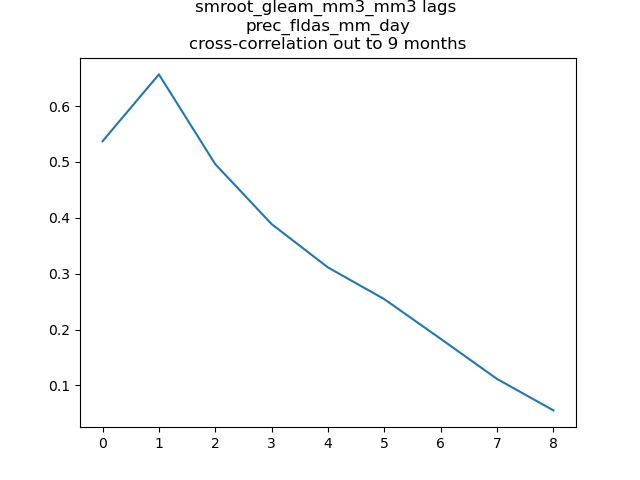 smroot_gleam_mm3_mm3 lags
prec_fldas_mm_day
cross-correlation out to 9 months
0.6
0.5
0.4
0.3
0.2
0.1
0 1 2 3 4 5 6 7 8